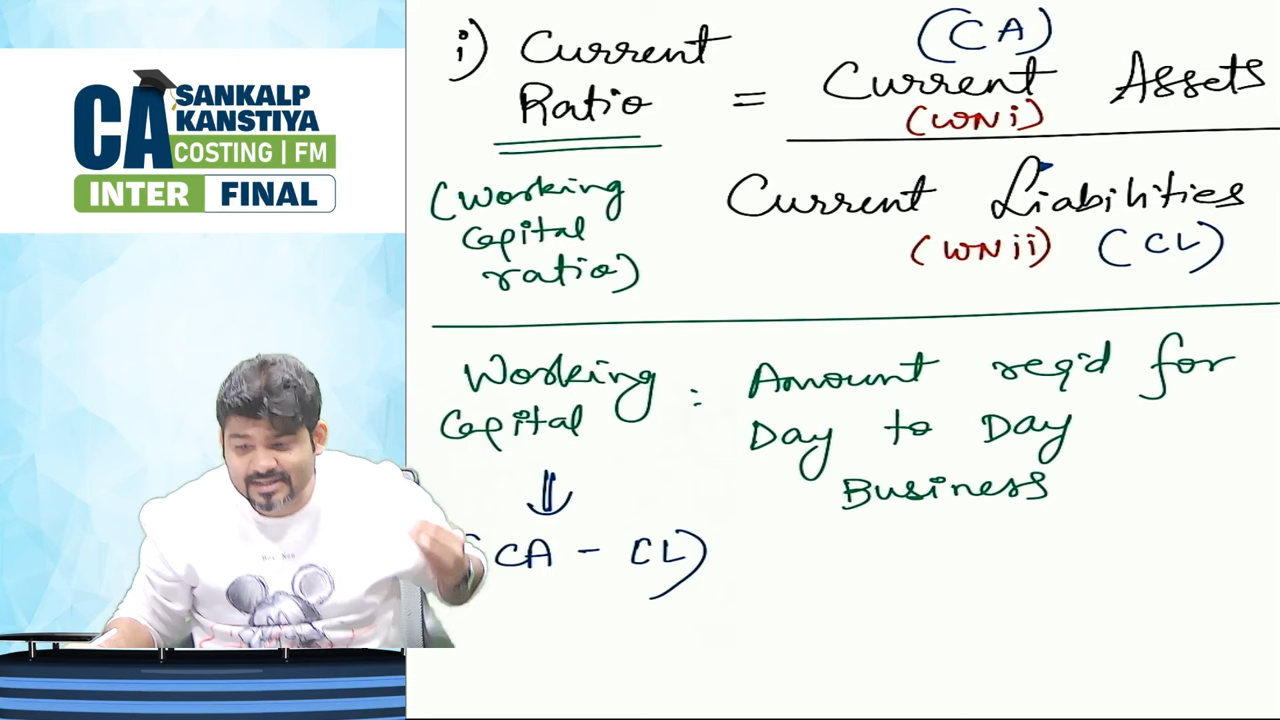 CA SANKALP
KANSTIYA
COSTING | FM
INTER FINAL
i) Current Ratio = Current Assets (CA)
(WN i)
Current Liabilities
(WN ii) (CL)
(Working
Capital
ratio)
Working Capital : Amount req'd for
Day to Day
Business
⇓
(CA - CL)